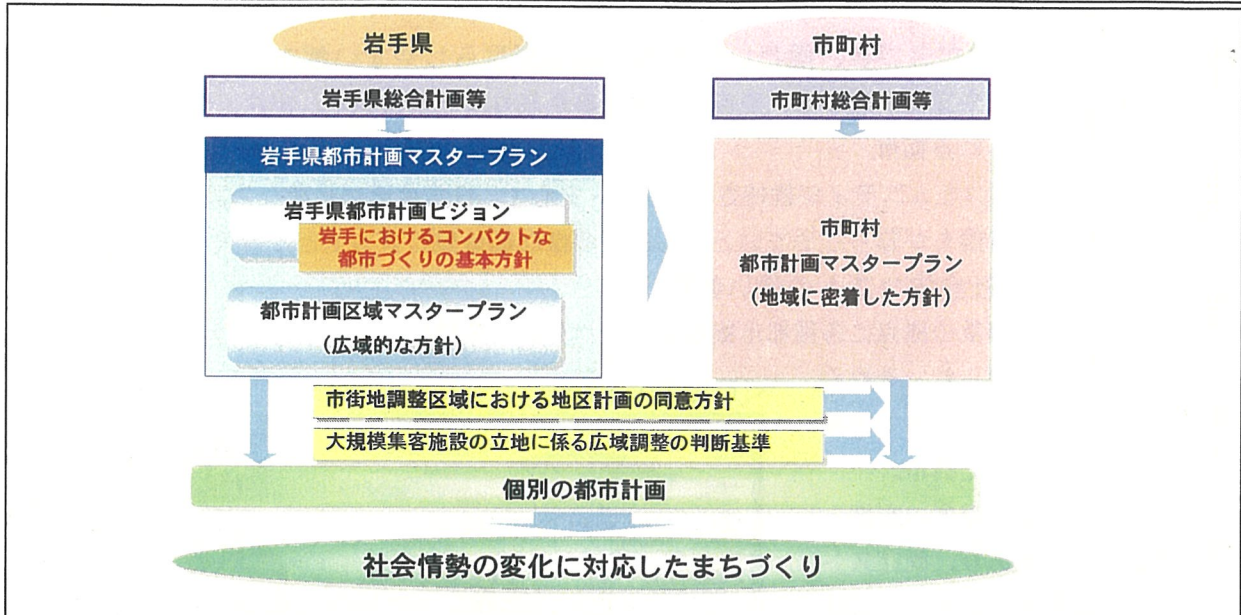 岩手県
市町村
岩手県総合計画等
市町村総合計画等
岩手県都市計画マスタープラン
岩手県都市計画ビジョン
岩手におけるコンパクトな
都市づくりの基本方針
都市計画区域マスタープラン
（広域的な方針）
市町村
都市計画マスタープラン
（地域に密着した方針）
市街地調整区域における地区計画の同意方針
大規模集客施設の立地に係る広域調整の判断基準
個別の都市計画
社会情勢の変化に対応したまちづくり